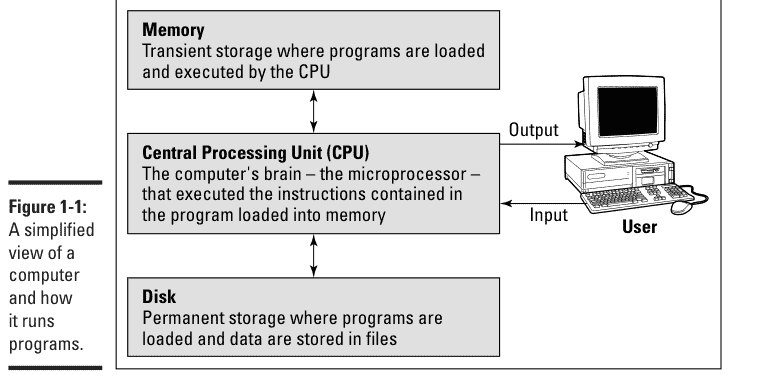 Memory
Transient storage where programs are loaded
and executed by the CPU
Output
Central Processing Unit (CPU)
The computer's brain – the microprocessor –
that executed the instructions contained in
the program loaded into memory
Input
User
Disk
Permanent storage where programs are
loaded and data are stored in files
Figure 1-1:
A simplified
view of a
computer
and how
it runs
programs.